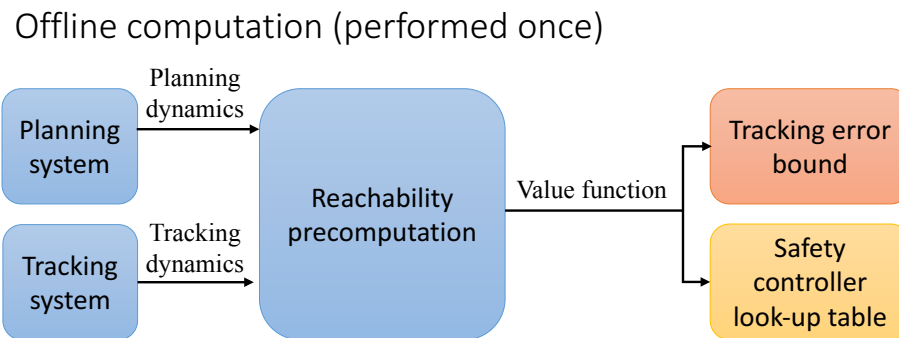 Offline computation (performed once)
Planning
dynamics
Planning
system
Tracking
dynamics
Tracking
system
Reachability
precomputation
Value function
Tracking error
bound
Safety
controller
look-up table